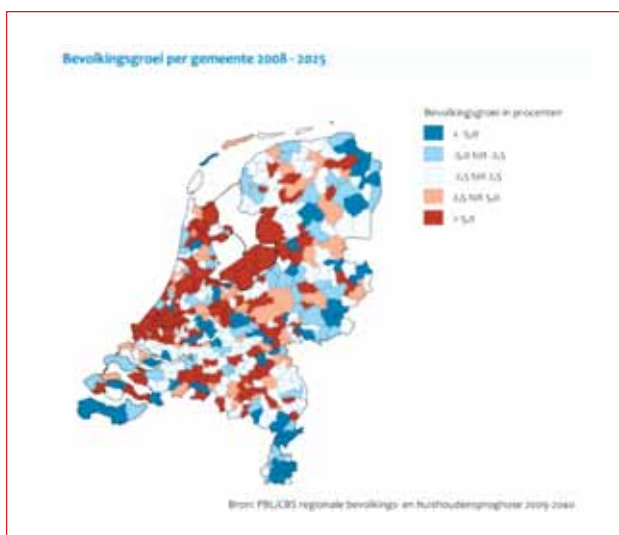 Bevolkingsgroei per gemeente 2008 - 2025
Bevolkingsgroei in procenten
< -5,0
-5,0 tot -2,5
-2,5 tot 2,5
2,5 tot 5,0
> 5,0
Bron: PBL/CBS regionale bevolkings- en huishoudensprognose 2009-2040